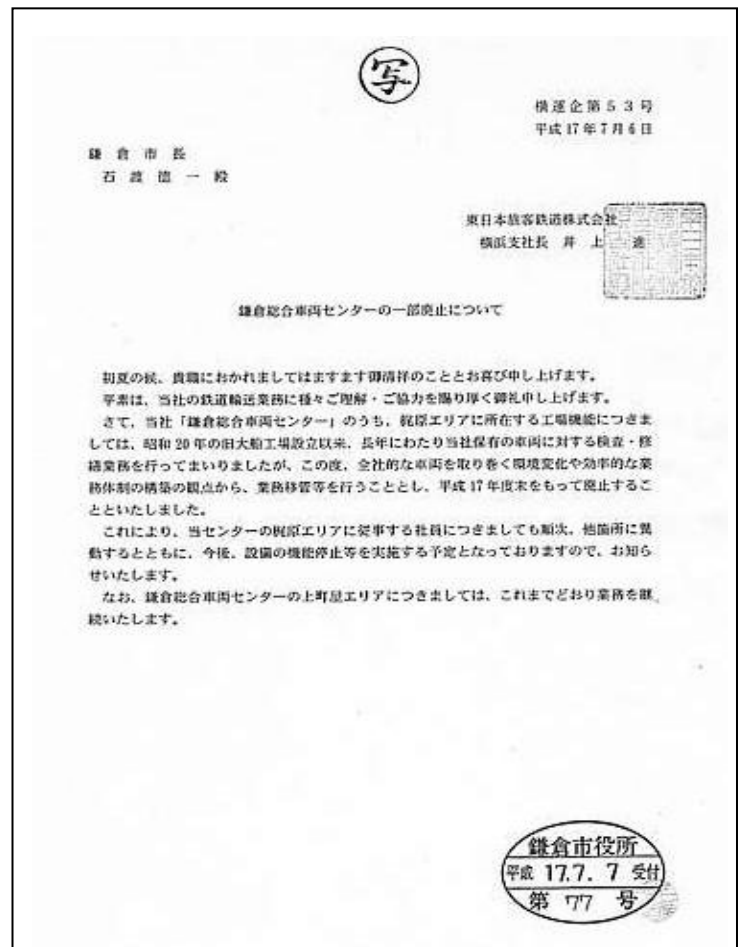 写
横運企第53号
平成17年7月6日
鎌倉市長
石渡徳一殿
東日本旅客鉄道株式会社
横浜支社長 井上 進
鎌倉総合車両センターの一部廃止について
初夏の候、貴職におかれましてはますます御清祥のこととお喜び申し上げます。
平素は、当社の鉄道輸送業務に種々ご理解・ご協力を賜り厚く御礼申し上げます。
さて、当社「鎌倉総合車両センター」のうち、梶原エリアに所在する工場機能につきま
しては、昭和20年の旧大船工場設立以来、長年にわたり当社保有の車両に対する検査・修
繕業務を行ってまいりましたが、この度、全社的な車両を取り巻く環境変化や効率的な業
務体制の構築の観点から、業務移管等を行うこととし、平成17年度末をもって廃止するこ
とといたしました。
これにより、当センターの梶原エリアに従事する社員につきましても順次、他箇所に異
動するとともに、今後、設備の機能停止等を実施する予定となっておりますので、お知ら
せいたします。
なお、鎌倉総合車両センターの上町屋エリアにつきましては、これまでどおり業務を継
続いたします。
鎌倉市役所
平成 17.7.7 受付
第 77 号